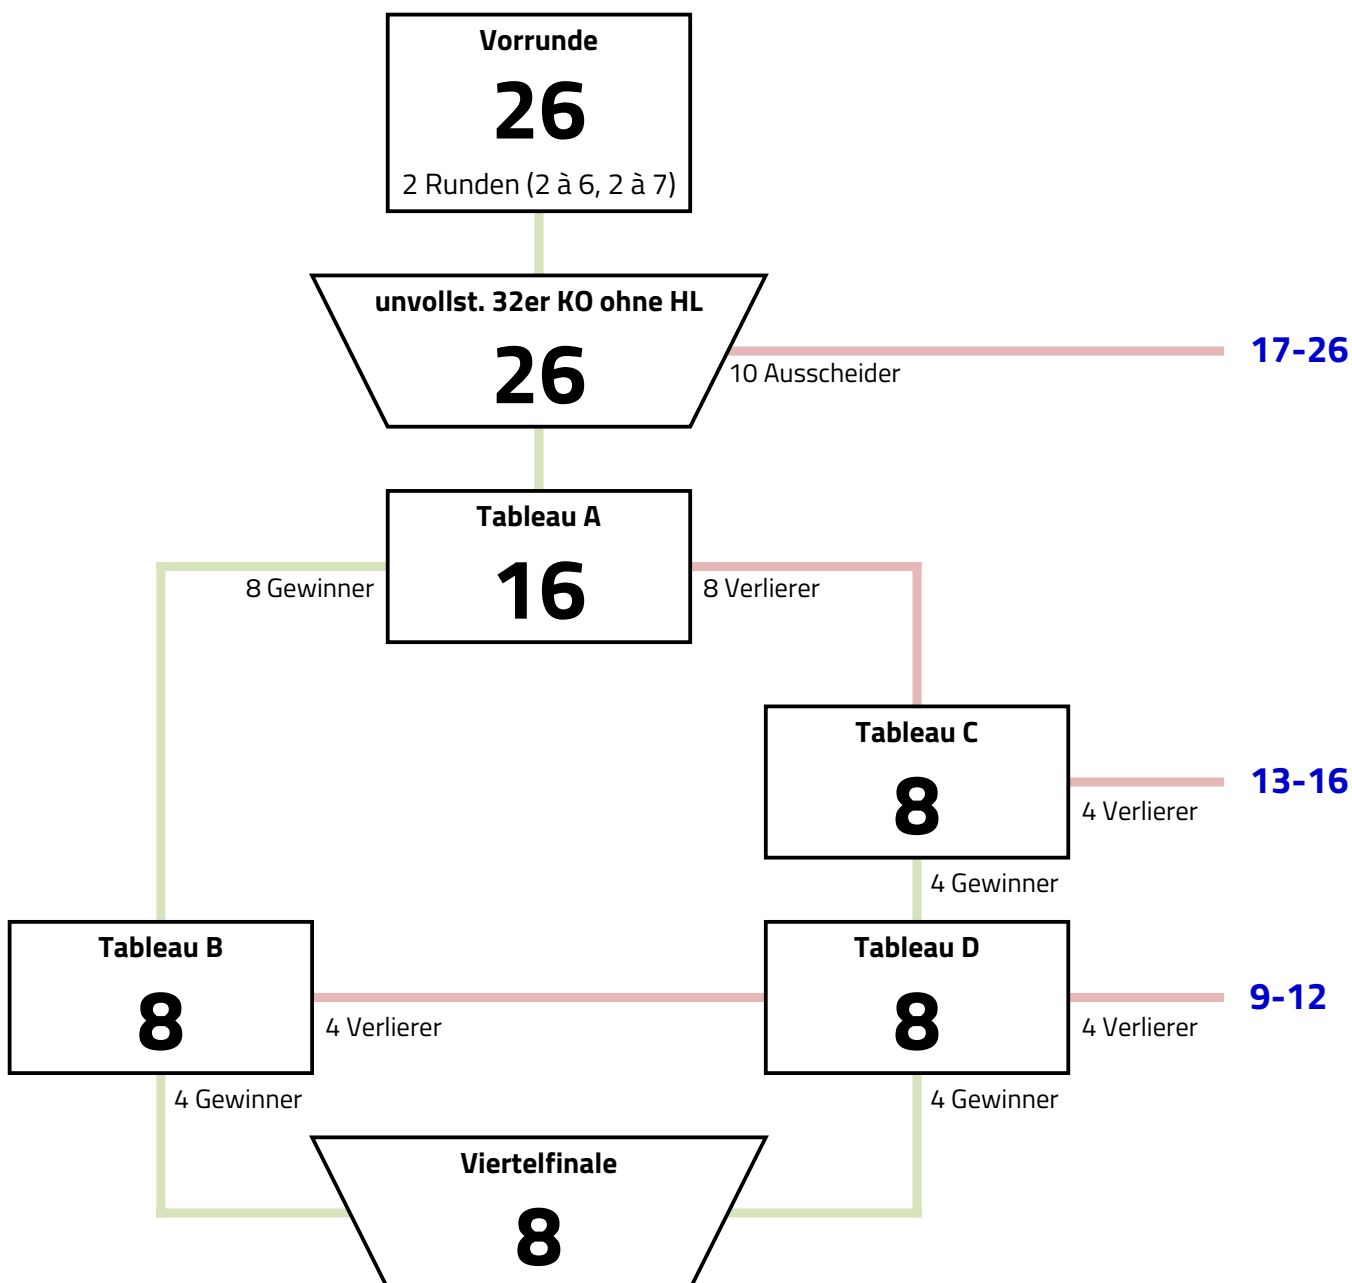 Vorrunde
26
2 Runden (2 à 6, 2 à 7)
unvollst. 32er KO ohne HL
26
10 Ausscheider
17-26
Tableau A
16
8 Gewinner
8 Verlierer
Tableau C
8
4 Verlierer
13-16
4 Gewinner
Tableau B
8
4 Verlierer
4 Gewinner
Tableau D
8
4 Verlierer
9-12
4 Gewinner
Viertelfinale
8